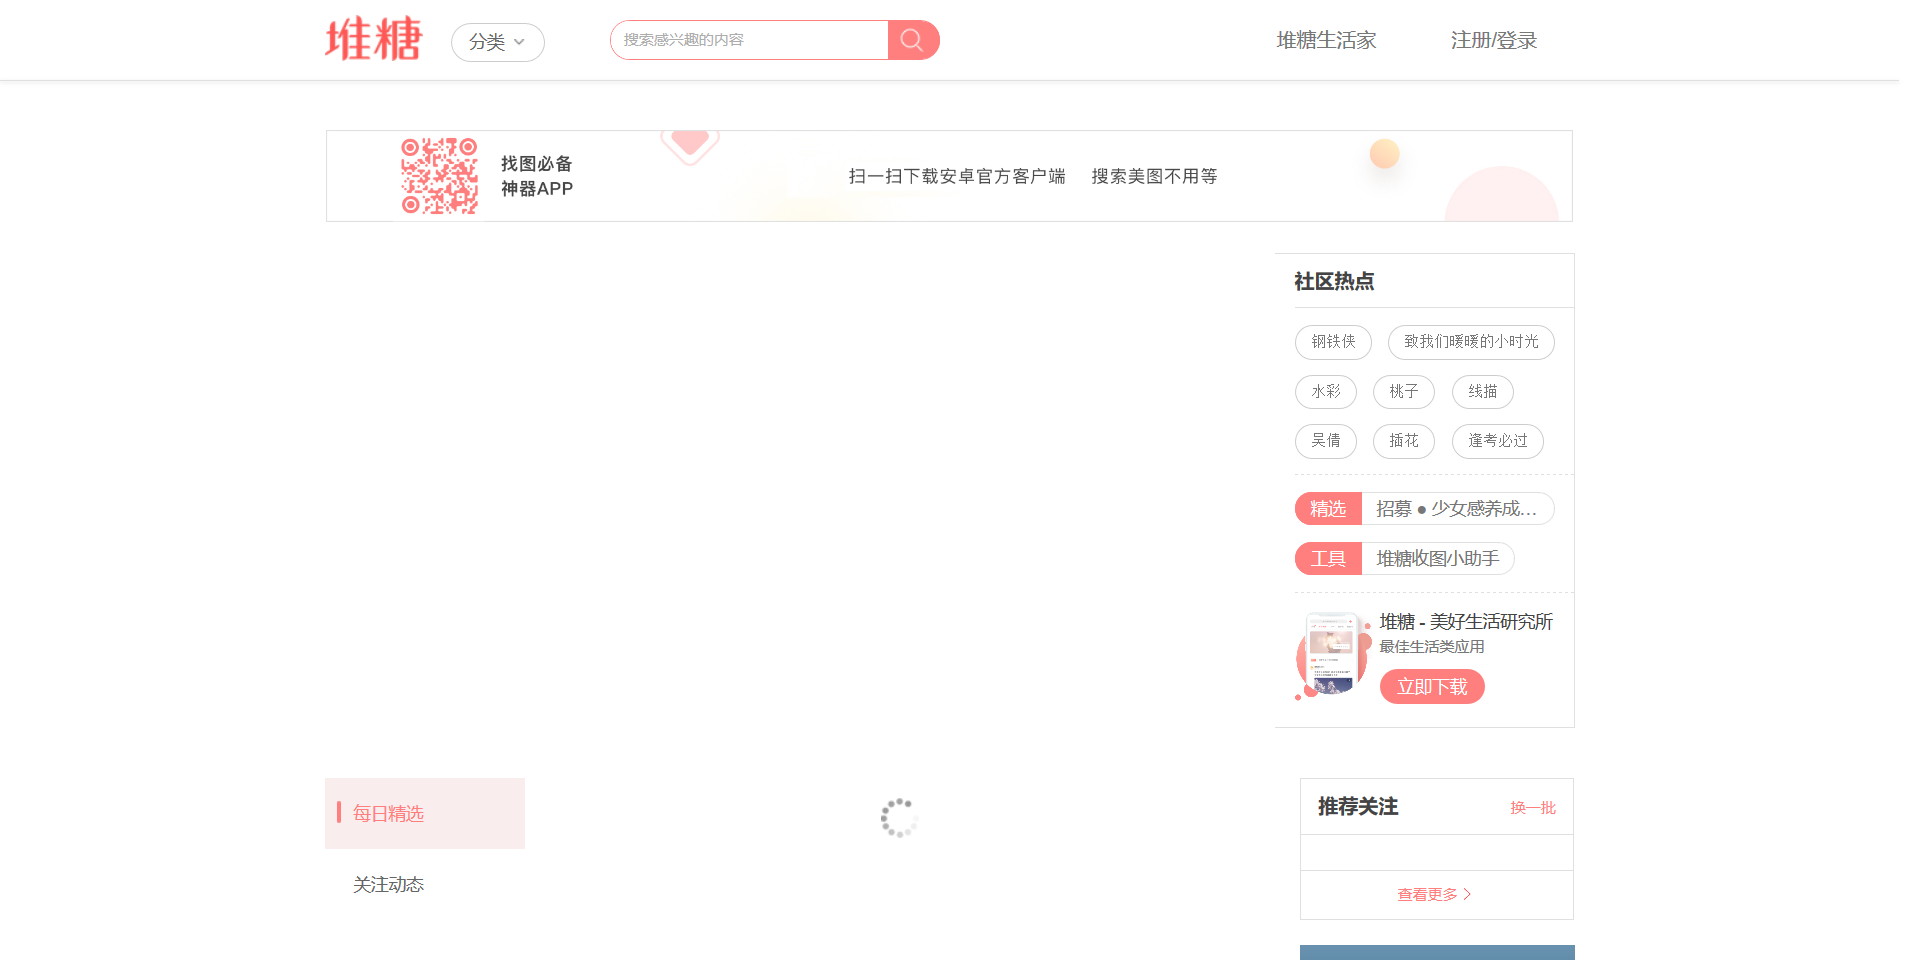 堆糖
分类
搜索感兴趣的内容
堆糖生活家
注册/登录
找图必备
神器APP
扫一扫下载安卓官方客户端 搜索美图不用等
社区热点
钢铁侠 致我们暖暖的小时光
水彩 桃子 线描
吴倩 插花 逢考必过
精选 招募 ● 少女感养成…
工具 堆糖收图小助手
堆糖 - 美好生活研究所
最佳生活类应用
立即下载
每日精选
关注动态
推荐关注 换一批
查看更多